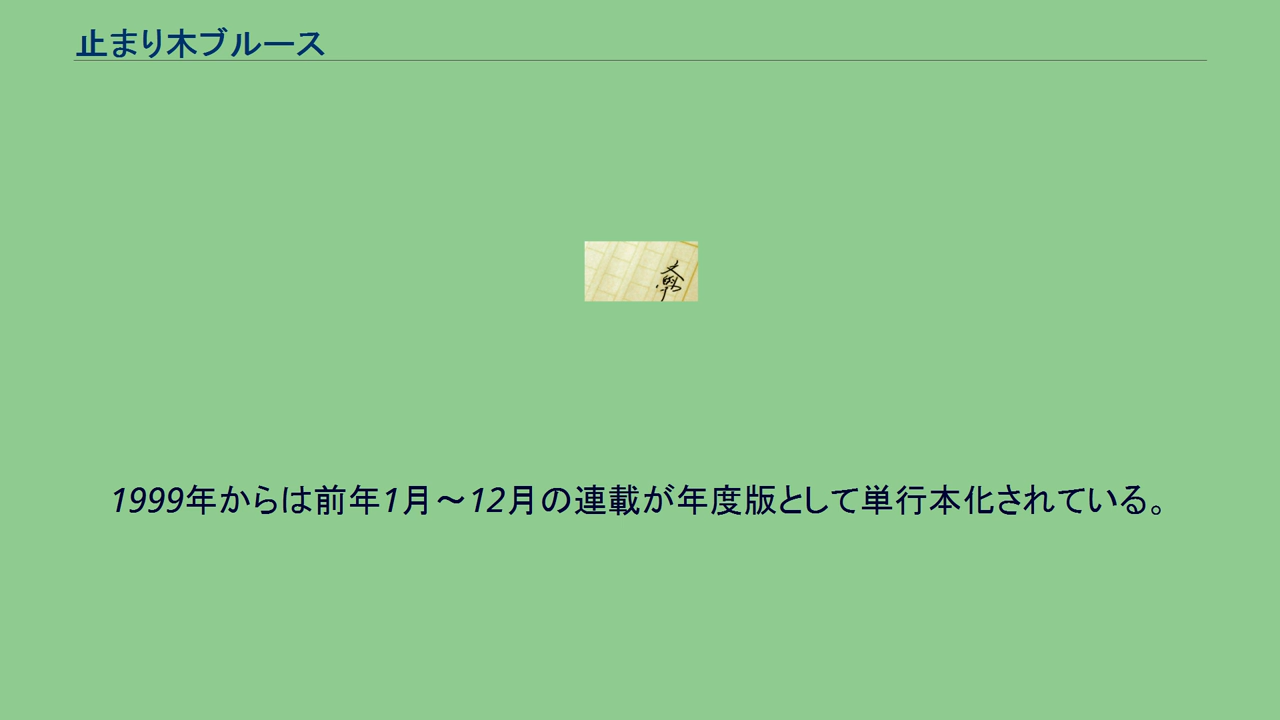 止まり木ブルース
1999年からは前年1月～12月の連載が年度版として単行本化されている。